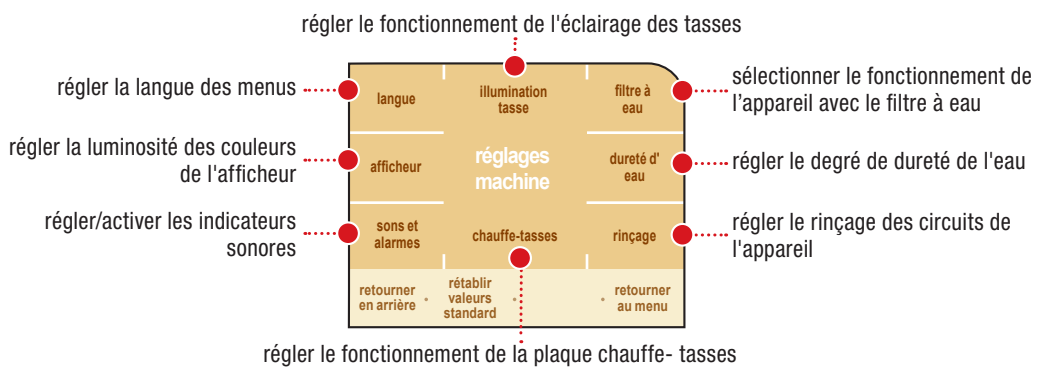 régler le fonctionnement de l'éclairage des tasses
régler la langue des menus
langue
illumination
tasse
filtre à
eau
sélectionner le fonctionnement de
l’appareil avec le filtre à eau
régler la luminosité des couleurs
de l'afficheur
afficheur
réglages
machine
dureté d'
eau
régler le degré de dureté de l'eau
régler/activer les indicateurs
sonores
sons et
alarmes
chauffe-tasses
rinçage
régler le rinçage des circuits de
l'appareil
retourner
en arrière
rétablir
valeurs
standard
retourner
au menu
régler le fonctionnement de la plaque chauffe- tasses